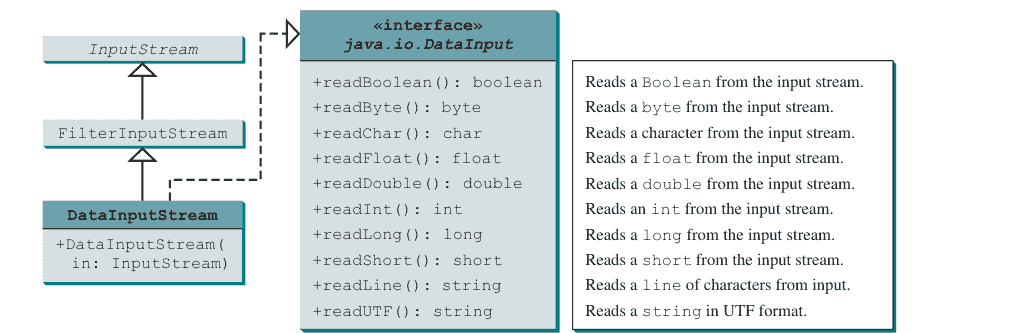 InputStream
FilterInputStream
DataInputStream
+DataInputStream(
in: InputStream)
«interface»
java.io.DataInput
+readBoolean(): boolean
+readByte(): byte
+readChar(): char
+readFloat(): float
+readDouble(): double
+readInt(): int
+readLong(): long
+readShort(): short
+readLine(): string
+readUTF(): string
Reads a Boolean from the input stream.
Reads a byte from the input stream.
Reads a character from the input stream.
Reads a float from the input stream.
Reads a double from the input stream.
Reads an int from the input stream.
Reads a long from the input stream.
Reads a short from the input stream.
Reads a line of characters from input.
Reads a string in UTF format.